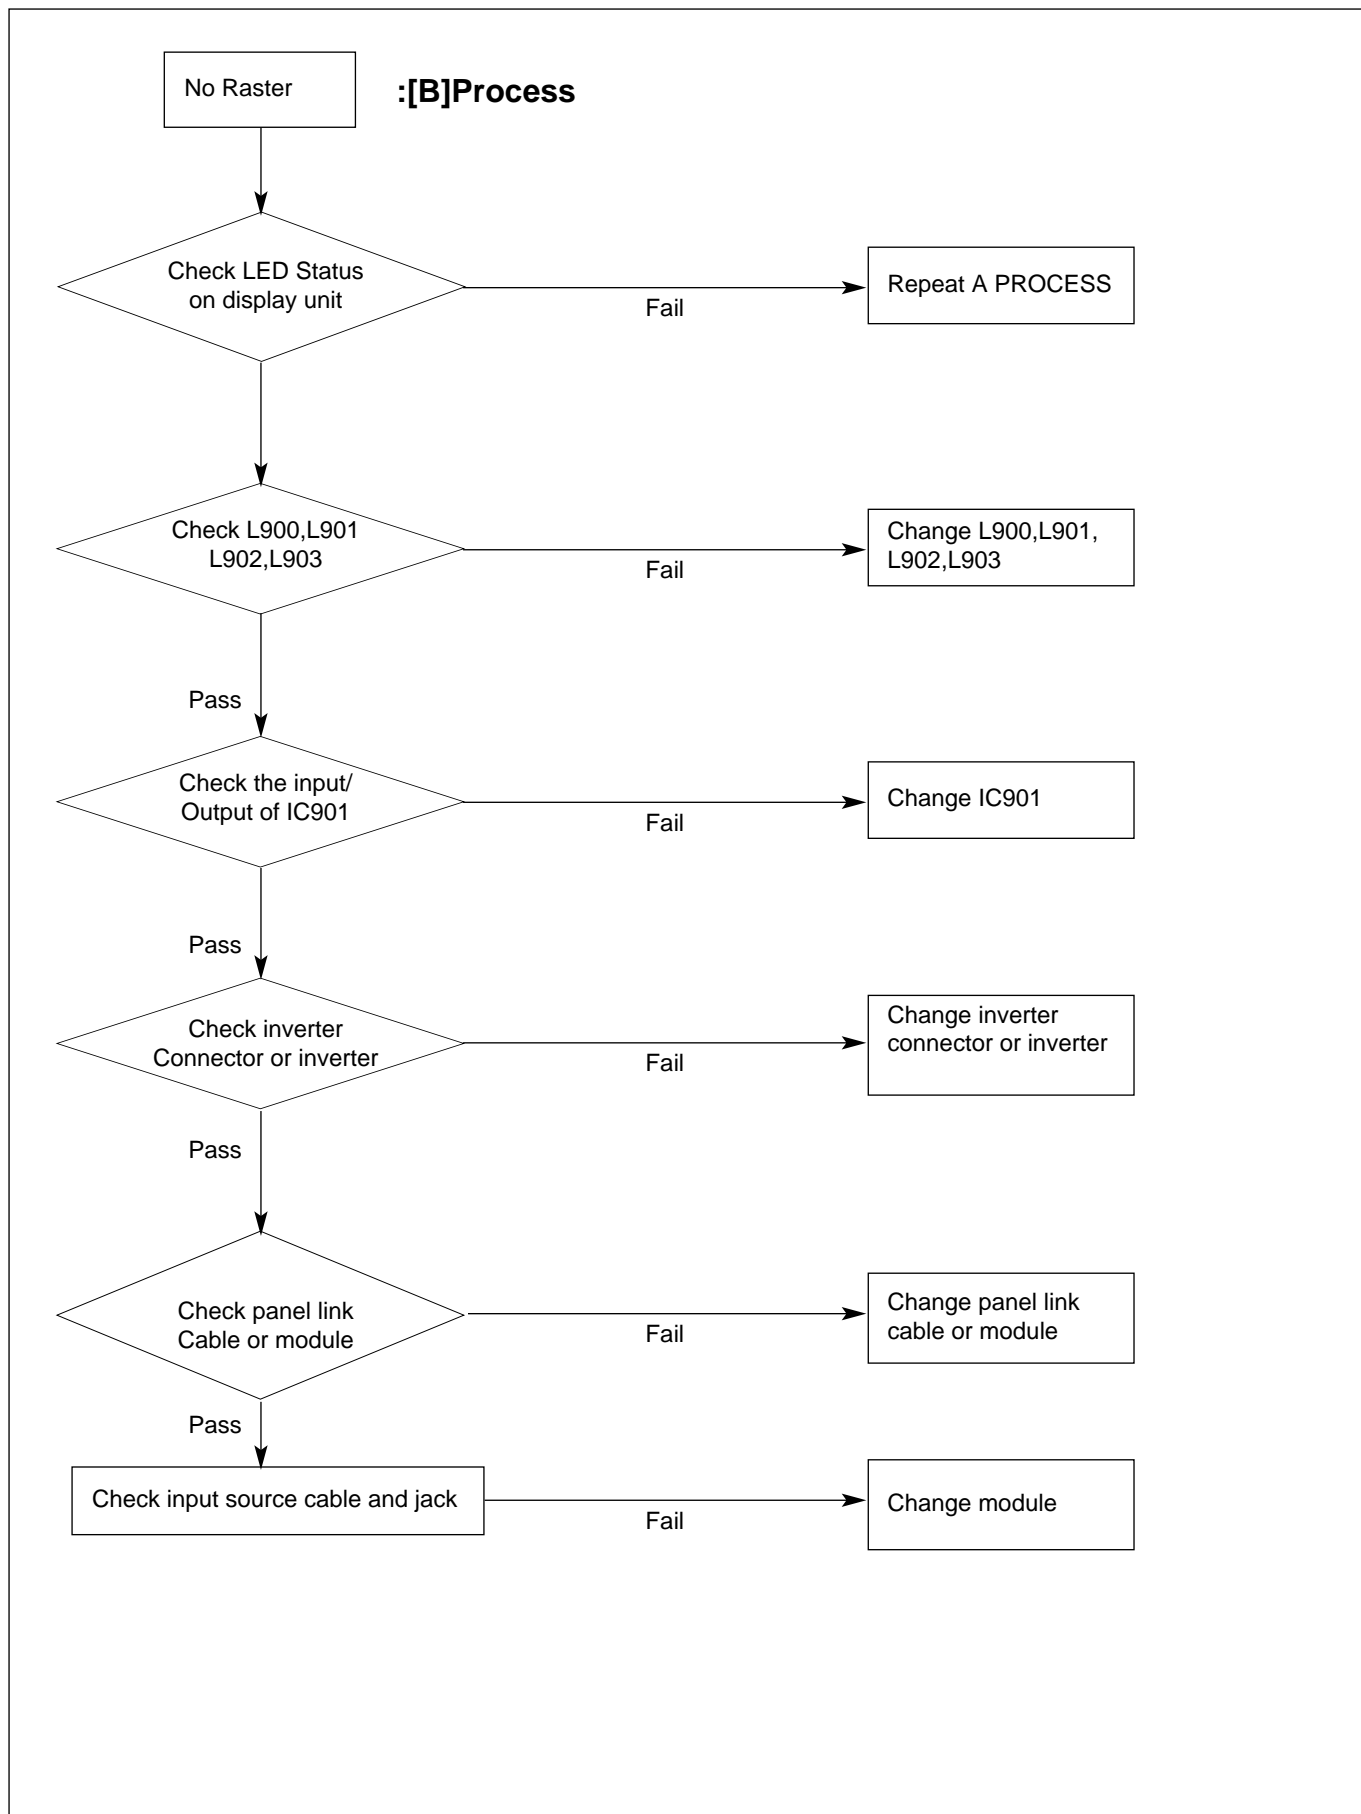 No Raster
:[B]Process
Check LED Status
on display unit
Fail
Repeat A PROCESS
Check L900,L901
L902,L903
Fail
Change L900,L901,
L902,L903
Pass
Check the input/
Output of IC901
Fail
Change IC901
Pass
Check inverter
Connector or inverter
Fail
Change inverter
connector or inverter
Pass
Check panel link
Cable or module
Fail
Change panel link
cable or module
Pass
Check input source cable and jack
Fail
Change module